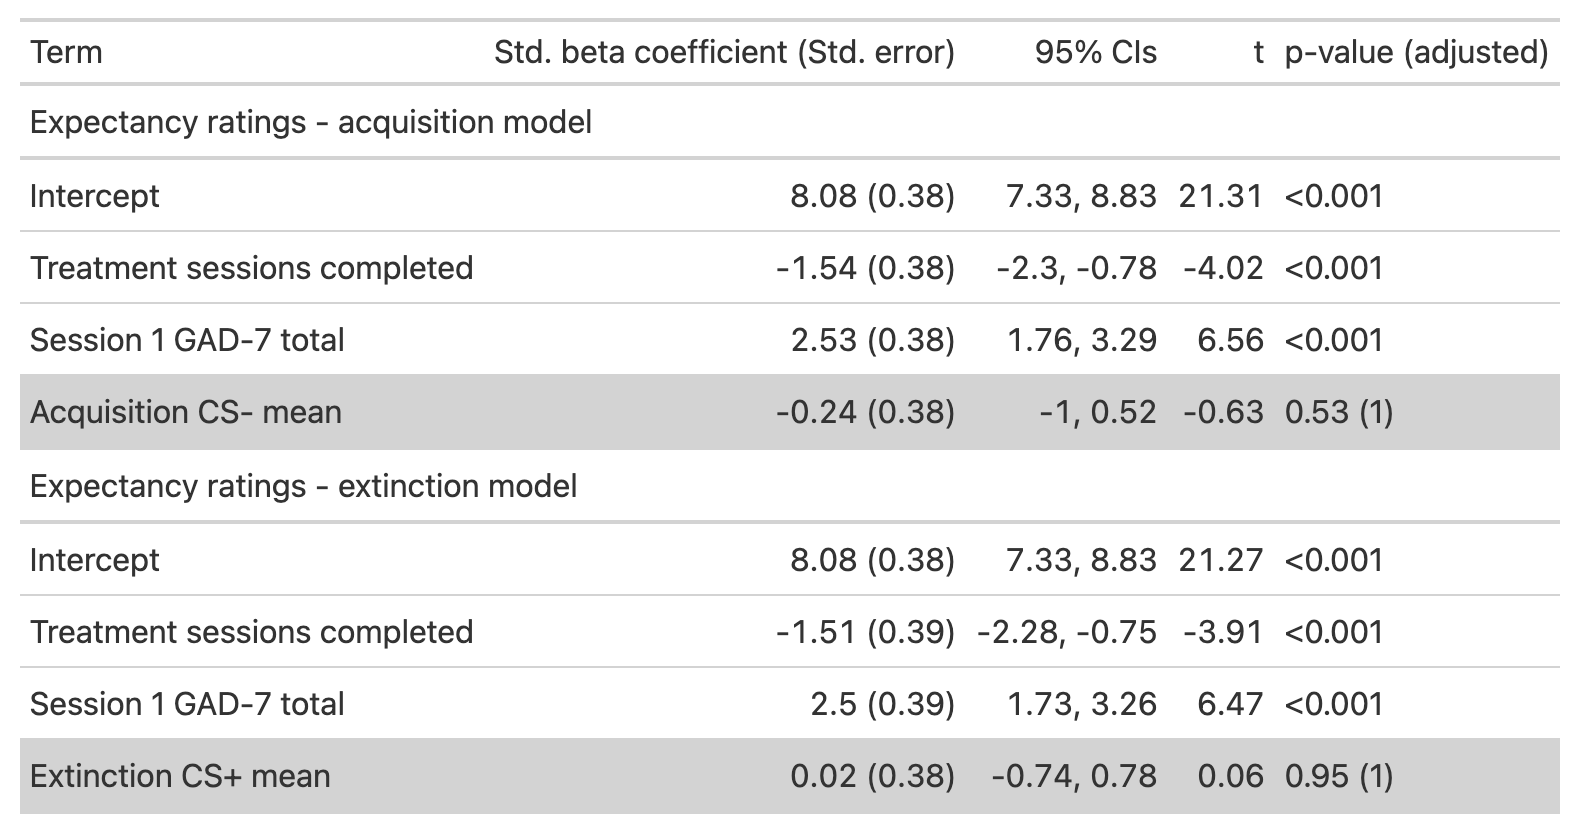 Term Std. beta coefficient (Std. error) 95% CIs t p-value (adjusted)
Expectancy ratings - acquisition model
Intercept 8.08 (0.38) 7.33, 8.83 21.31 <0.001
Treatment sessions completed -1.54 (0.38) -2.3, -0.78 -4.02 <0.001
Session 1 GAD-7 total 2.53 (0.38) 1.76, 3.29 6.56 <0.001
Acquisition CS- mean -0.24 (0.38) -1, 0.52 -0.63 0.53 (1)
Expectancy ratings - extinction model
Intercept 8.08 (0.38) 7.33, 8.83 21.27 <0.001
Treatment sessions completed -1.51 (0.39) -2.28, -0.75 -3.91 <0.001
Session 1 GAD-7 total 2.5 (0.39) 1.73, 3.26 6.47 <0.001
Extinction CS+ mean 0.02 (0.38) -0.74, 0.78 0.06 0.95 (1)